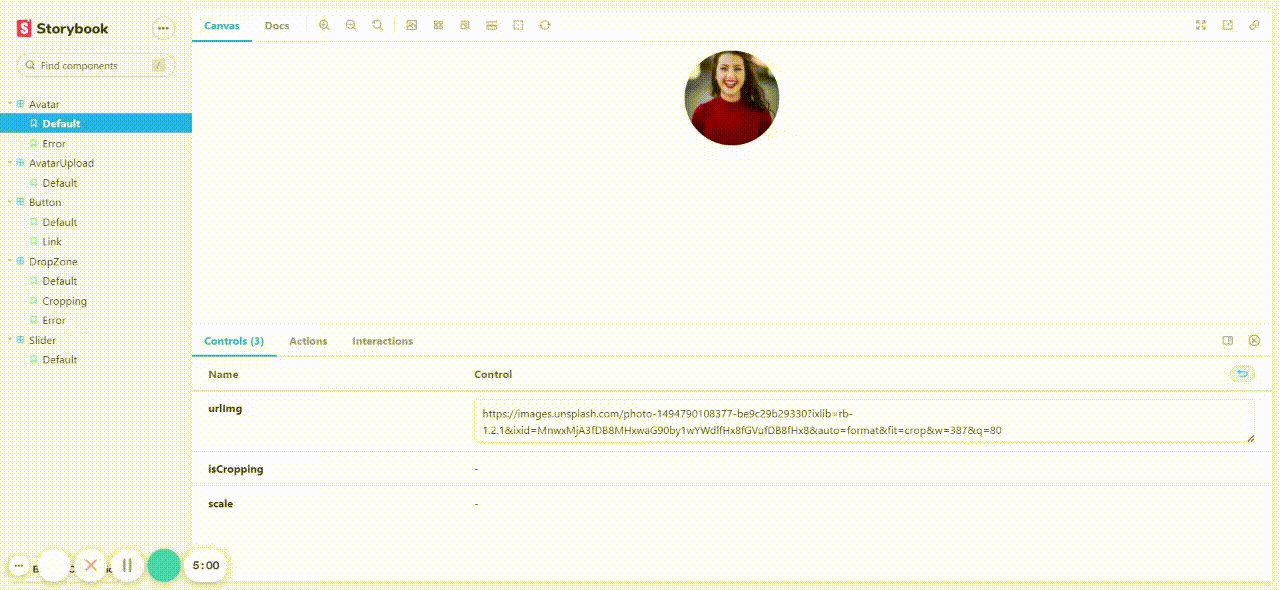 Storybook
Find components
/
Avatar
Default
Error
AvatarUpload
Default
Button
Default
Link
DropZone
Default
Cropping
Error
Slider
Default
5:00
Canvas
Docs
Controls (3)
Actions
Interactions
Name
Control
urlImg
https://images.unsplash.com/photo-1494790108377-be9c29b29330?ixlib=rb-
1.2.1&ixid=MnwxMjA3fDB8MHxwaG90by1wYWdlfHx8fGVufDB8fHx8&auto=format&fit=crop&w=387&q=80
isCropping
-
scale
-